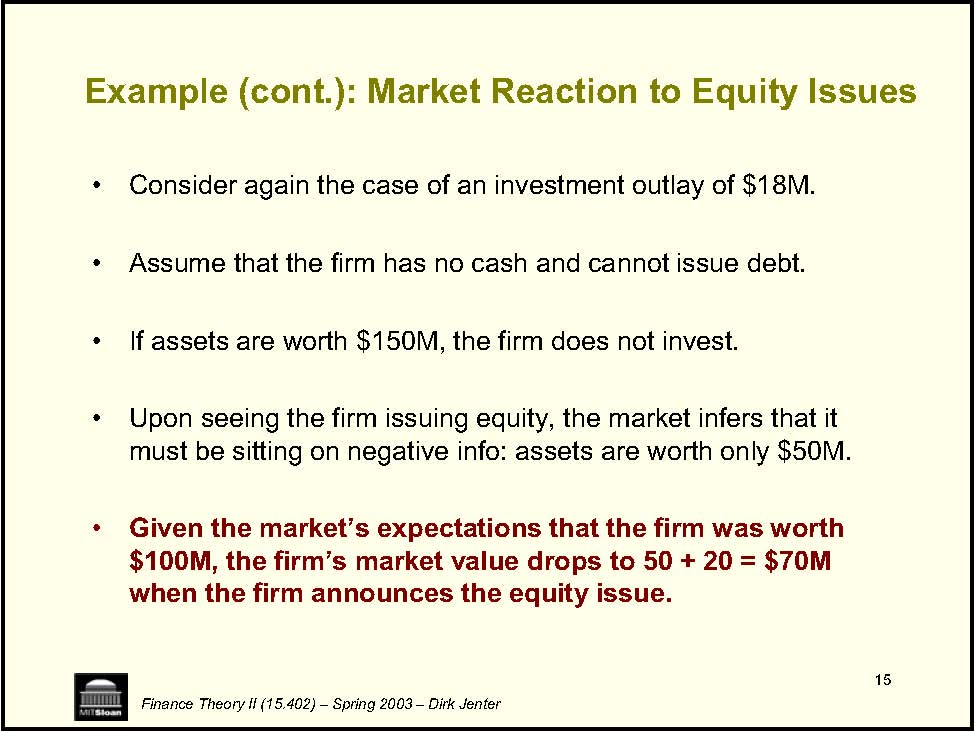 Example (cont.): Market Reaction to Equity Issues
• Consider again the case of an investment outlay of $18M.
• Assume that the firm has no cash and cannot issue debt.
• If assets are worth $150M, the firm does not invest.
• Upon seeing the firm issuing equity, the market infers that it
must be sitting on negative info: assets are worth only $50M.
• Given the market’s expectations that the firm was worth
$100M, the firm’s market value drops to 50 + 20 = $70M
when the firm announces the equity issue.
15
MITSloan
Finance Theory II (15.402) – Spring 2003 – Dirk Jenter